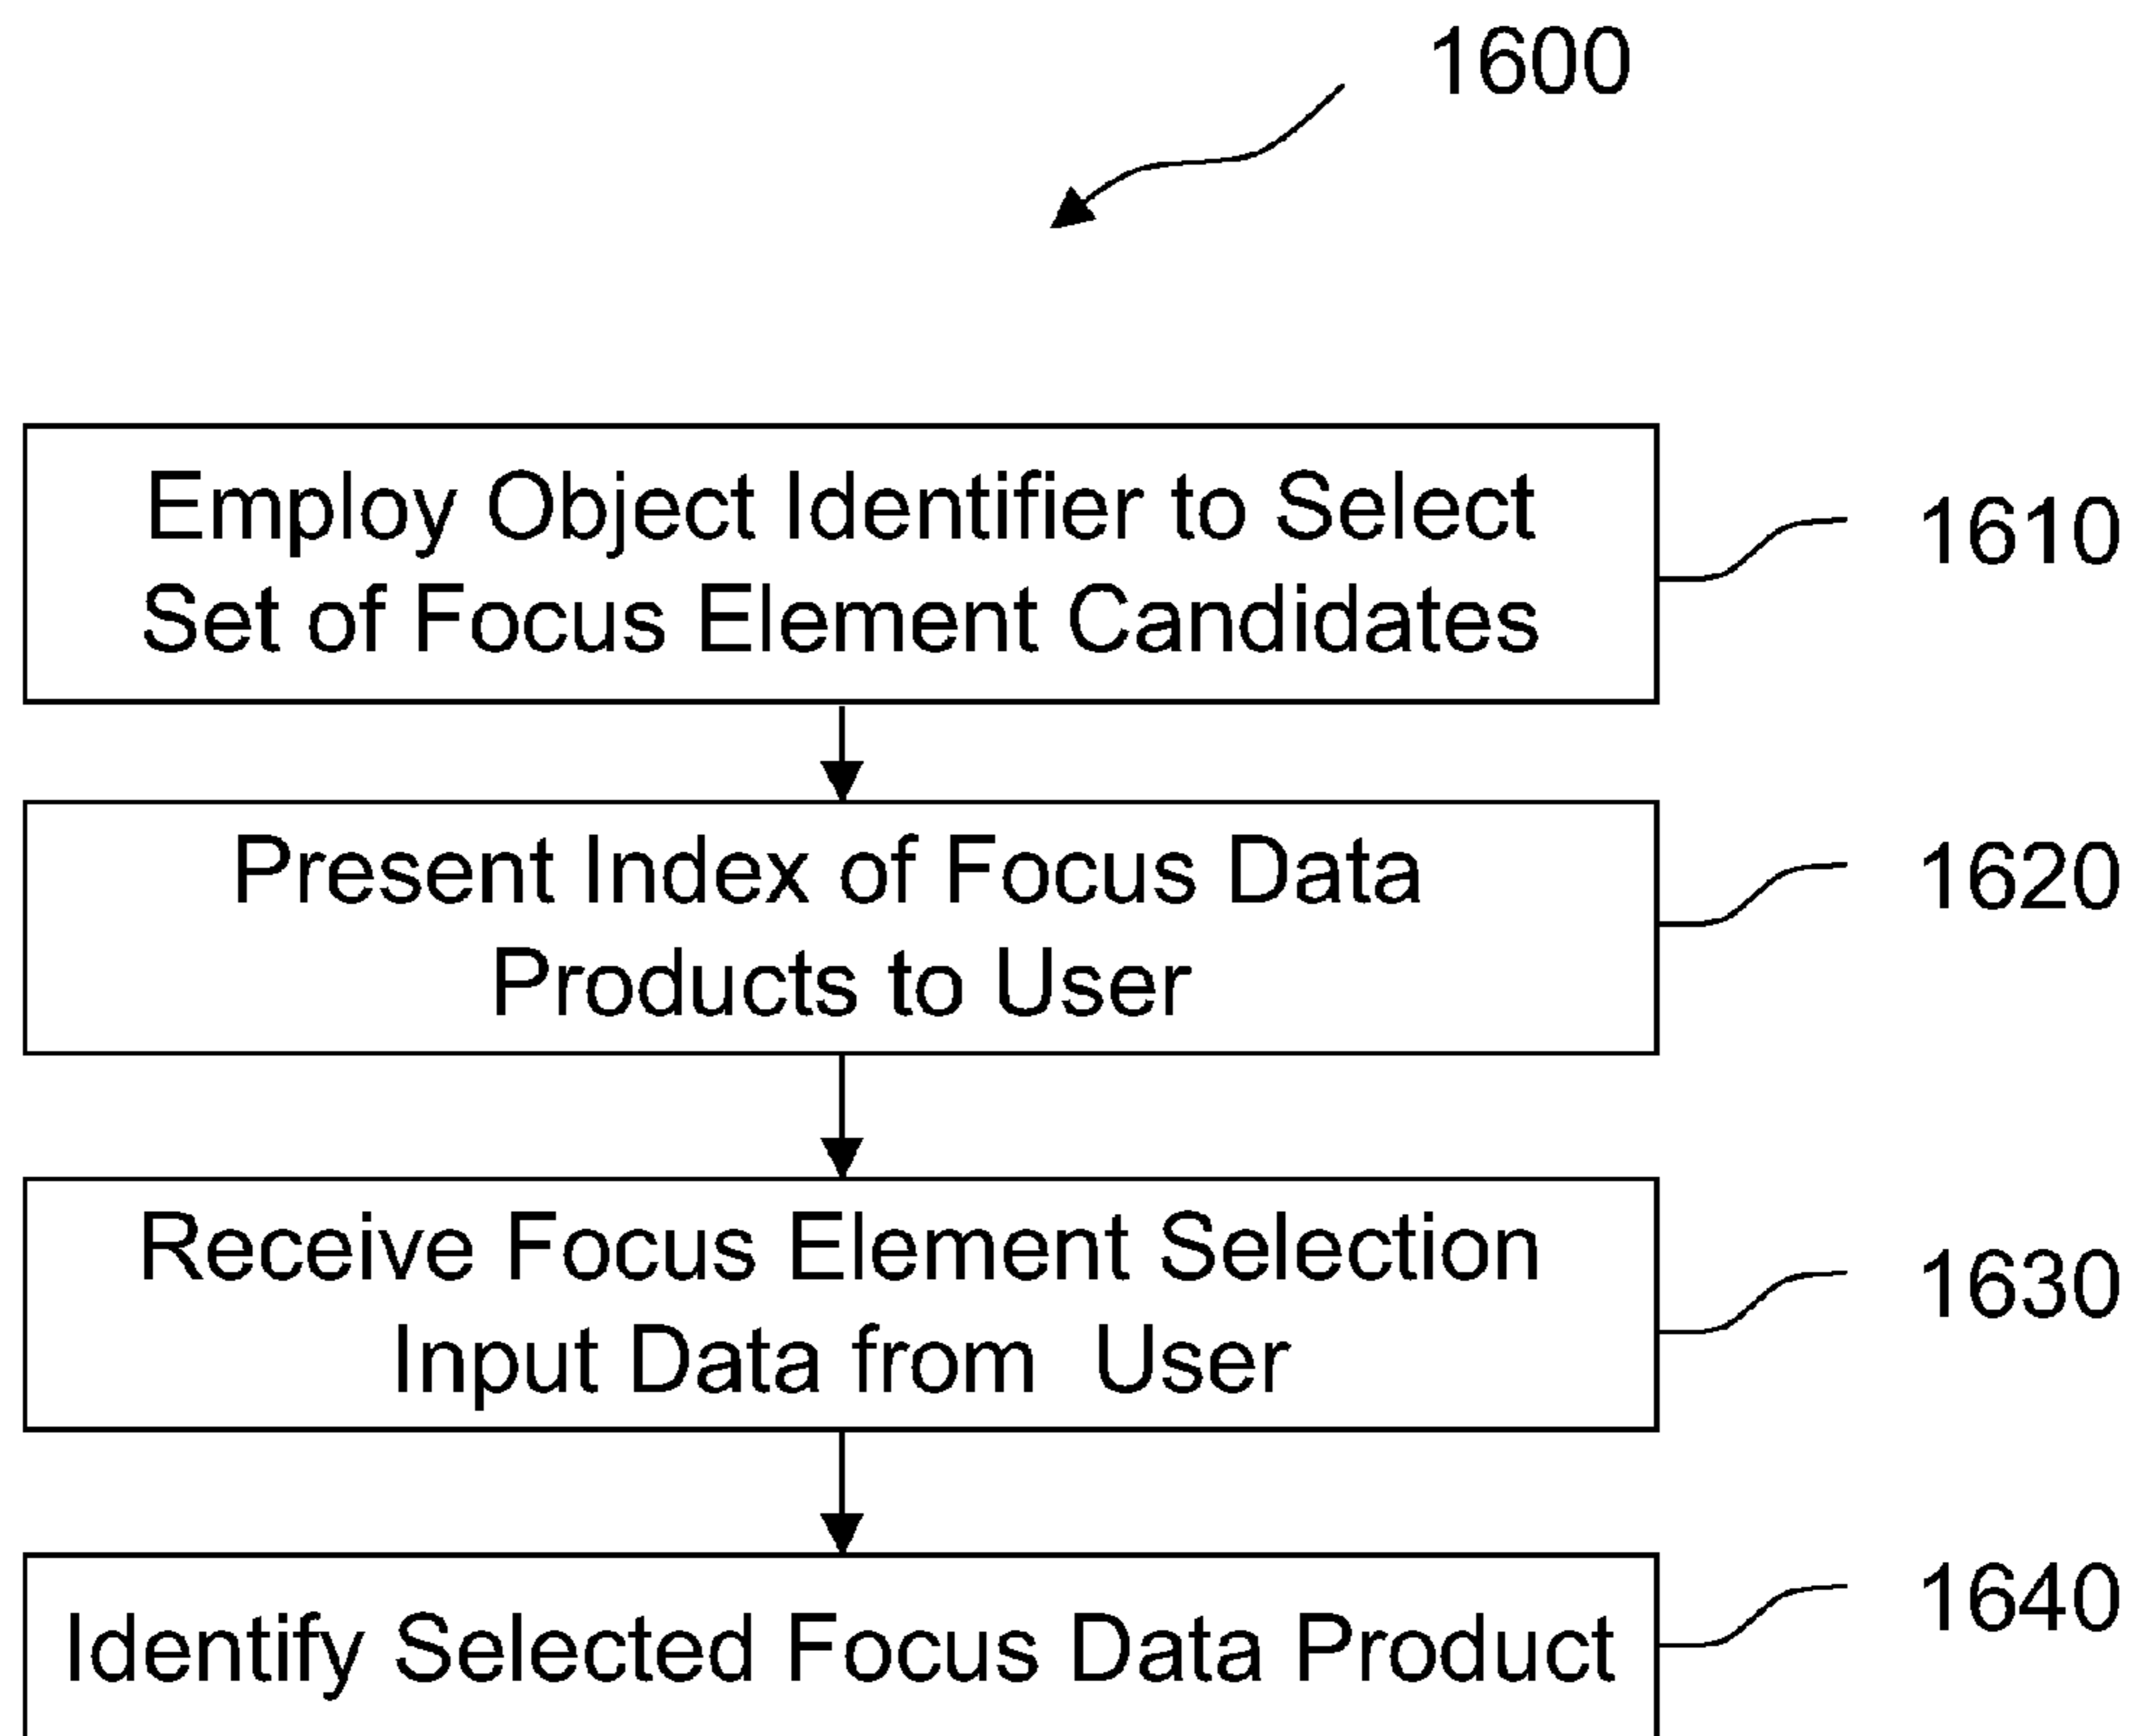 1600
Employ Object Identifier to Select
Set of Focus Element Candidates
1610
Present Index of Focus Data
Products to User
1620
Receive Focus Element Selection
Input Data from User
1630
Identify Selected Focus Data Product
1640